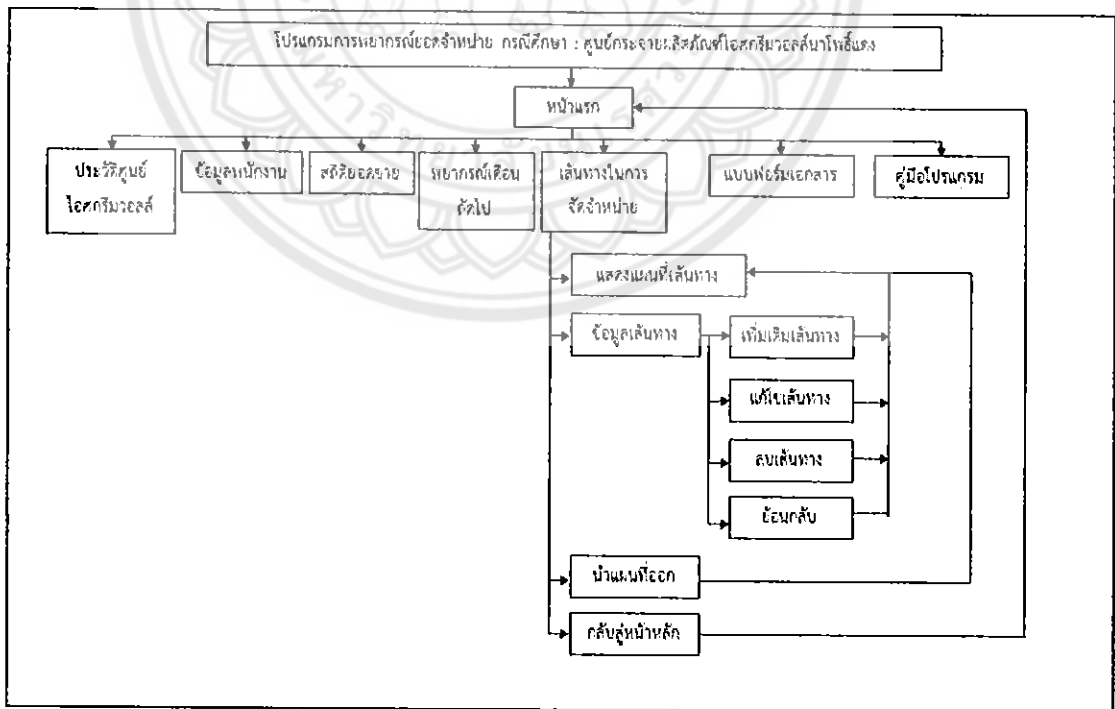 โปรแกรมการพยากรณ์ยอดจำหน่าย กรณีศึกษา : ศูนย์กระจายผลิตภัณฑ์ไอศกรีมวอลล์นาโพธิ์แดง
หน้าแรก
ประวัติศูนย์
ไอศกรีมวอลล์
ข้อมูลพนักงาน
สถิติยอดขาย
พยากรณ์เดือน
ถัดไป
เส้นทางในการ
จัดจำหน่าย
แบบฟอร์มเอกสาร
คู่มือโปรแกรม
แสดงแผนที่เส้นทาง
ข้อมูลเส้นทาง
เพิ่มเติมเส้นทาง
แก้ไขเส้นทาง
ลบเส้นทาง
ย้อนกลับ
นำแผนที่ออก
กลับสู่หน้าหลัก